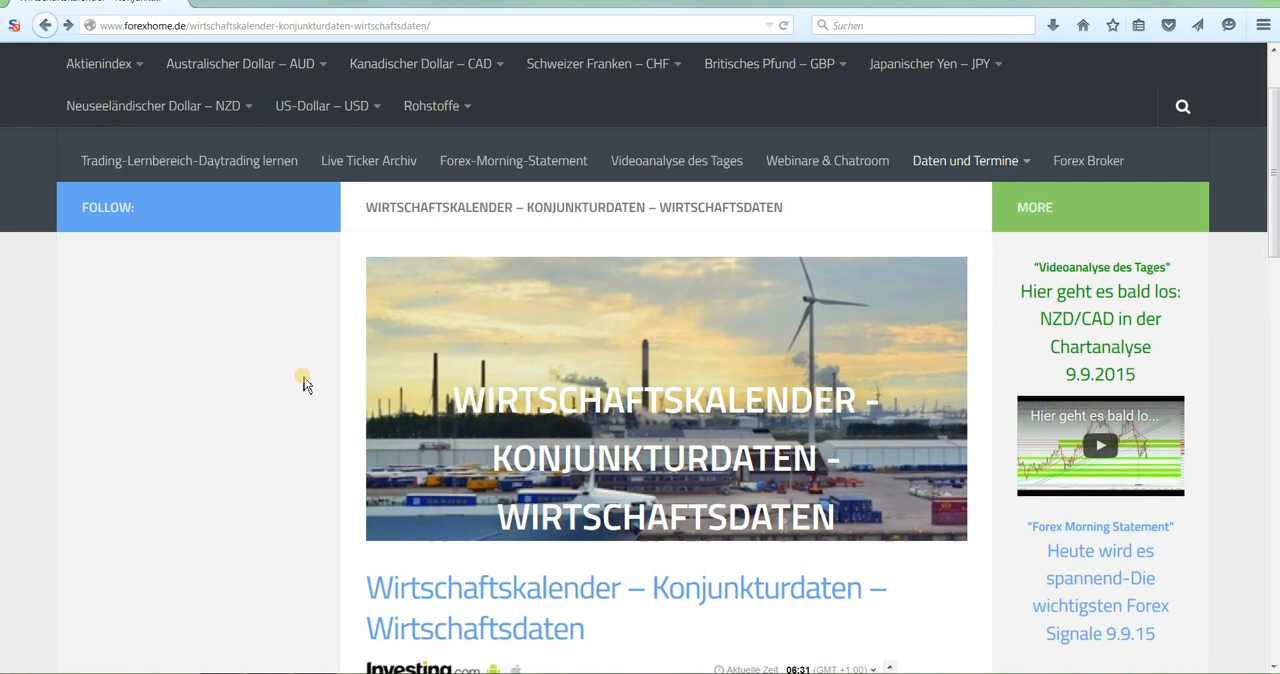 www.forexhome.de/wirtschaftskalender-konjunkturdaten-wirtschaftsdaten/
Suchen
Aktienindex
Australischer Dollar – AUD
Kanadischer Dollar – CAD
Schweizer Franken – CHF
Britisches Pfund – GBP
Japanischer Yen – JPY
Neuseeländischer Dollar – NZD
US-Dollar – USD
Rohstoffe
Trading-Lernbereich-Daytrading lernen
Live Ticker Archiv
Forex-Morning-Statement
Videoanalyse des Tages
Webinare & Chatroom
Daten und Termine
Forex Broker
FOLLOW:
WIRTSCHAFTSKALENDER – KONJUNKTURDATEN – WIRTSCHAFTSDATEN
MORE
WIRTSCHAFTSKALENDER -
KONJUNKTURDATEN -
WIRTSCHAFTSDATEN
Wirtschaftskalender – Konjunkturdaten –
Wirtschaftsdaten
Investing.com
Aktuelle Zeit 06:31 (GMT +1:00)
“Videoanalyse des Tages”
Hier geht es bald los:
NZD/CAD in der
Chartanalyse
9.9.2015
Hier geht es bald lo...
"Forex Morning Statement"
Heute wird es
spannend-Die
wichtigsten Forex
Signale 9.9.15